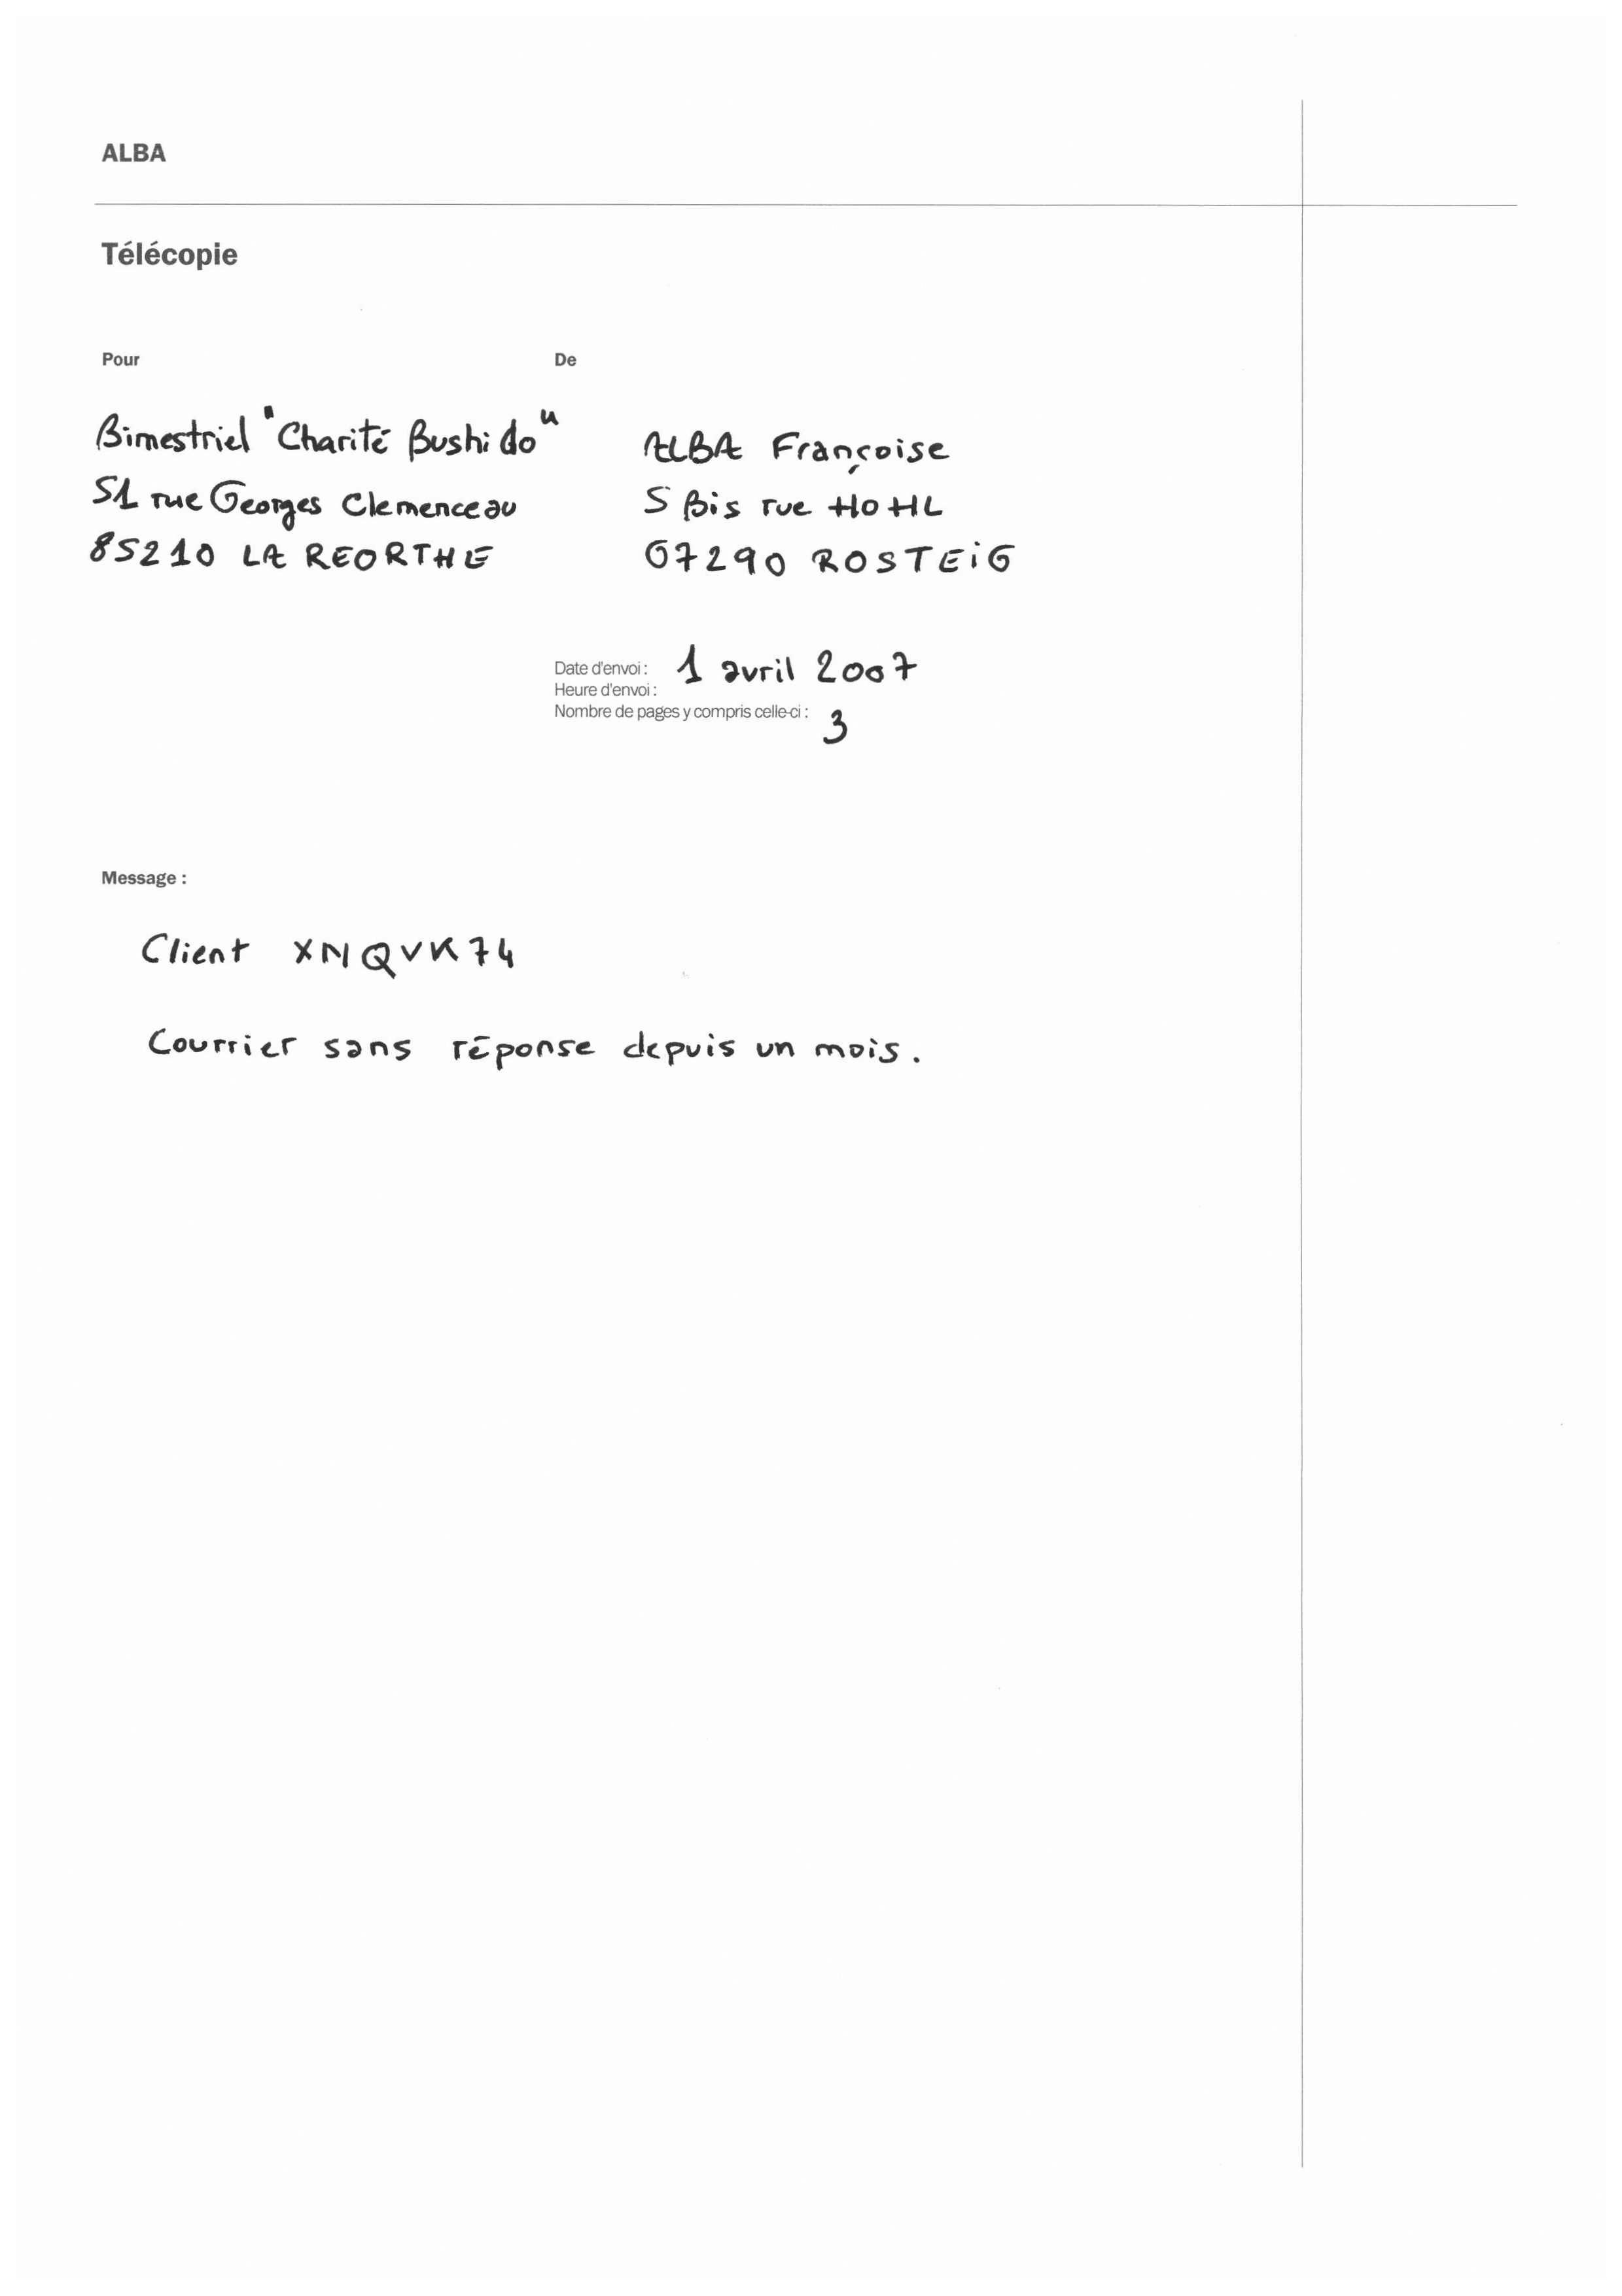 ALBA
Télécopie
Pour
De
Bimestriel "Charité Bushido"
51 rue Georges Clemenceau
85210 LA REORTHE
ALBA Françoise
5 Bis rue HOHL
67290 ROSTEiG
Date d'envoi : 1 avril 2007
Heure d'envoi :
Nombre de pages y compris celle-ci : 3
Message :
Client XNQVK74
Courrier sans réponse depuis un mois.